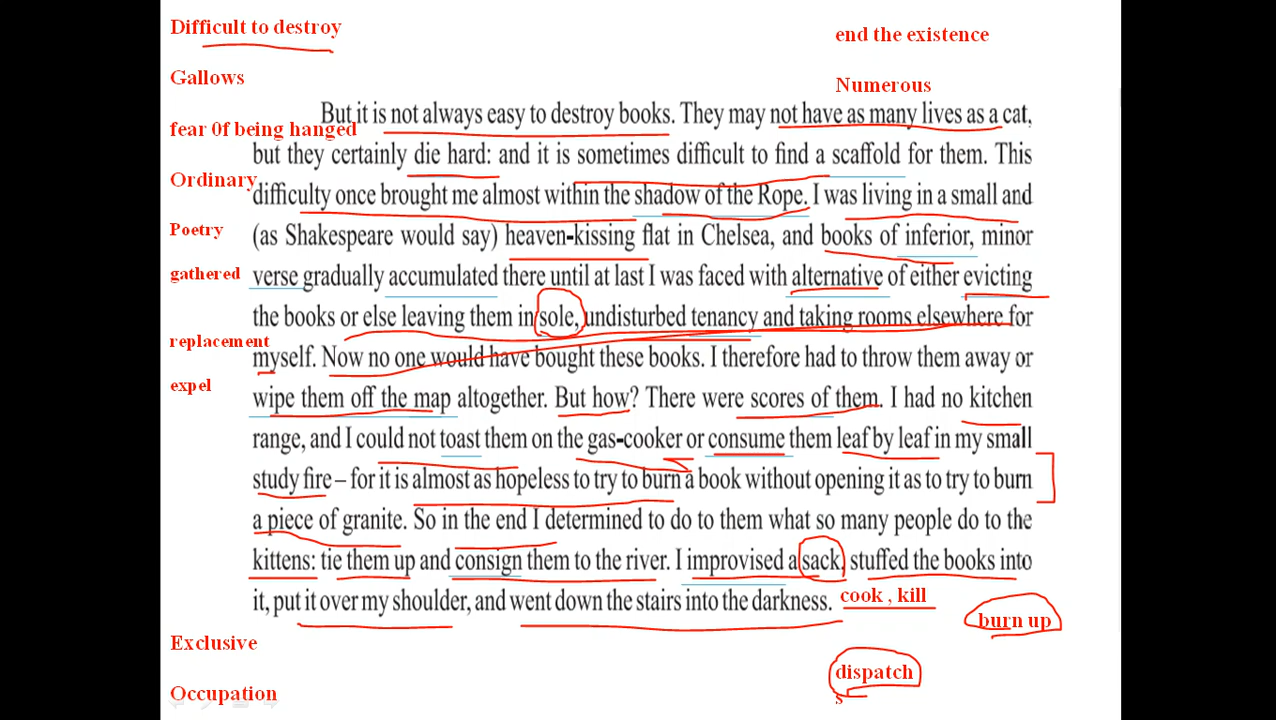 Difficult to destroy
end the existence
Gallows
Numerous
But it is not always easy to destroy books. They may not have as many lives as a cat,
fear 0f being hanged
but they certainly die hard: and it is sometimes difficult to find a scaffold for them. This
Ordinary
difficulty once brought me almost within the shadow of the Rope. I was living in a small and
Poetry
(as Shakespeare would say) heaven-kissing flat in Chelsea, and books of inferior, minor
gathered
verse gradually accumulated there until at last I was faced with alternative of either evicting
the books or else leaving them in sole, undisturbed tenancy and taking rooms elsewhere for
replacement
myself. Now no one would have bought these books. I therefore had to throw them away or
expel
wipe them off the map altogether. But how? There were scores of them. I had no kitchen
range, and I could not toast them on the gas-cooker or consume them leaf by leaf in my small
study fire – for it is almost as hopeless to try to burn a book without opening it as to try to burn
a piece of granite. So in the end I determined to do to them what so many people do to the
kittens: tie them up and consign them to the river. I improvised a sack, stuffed the books into
it, put it over my shoulder, and went down the stairs into the darkness.
cook , kill
burn up
Exclusive
dispatch
s
Occupation